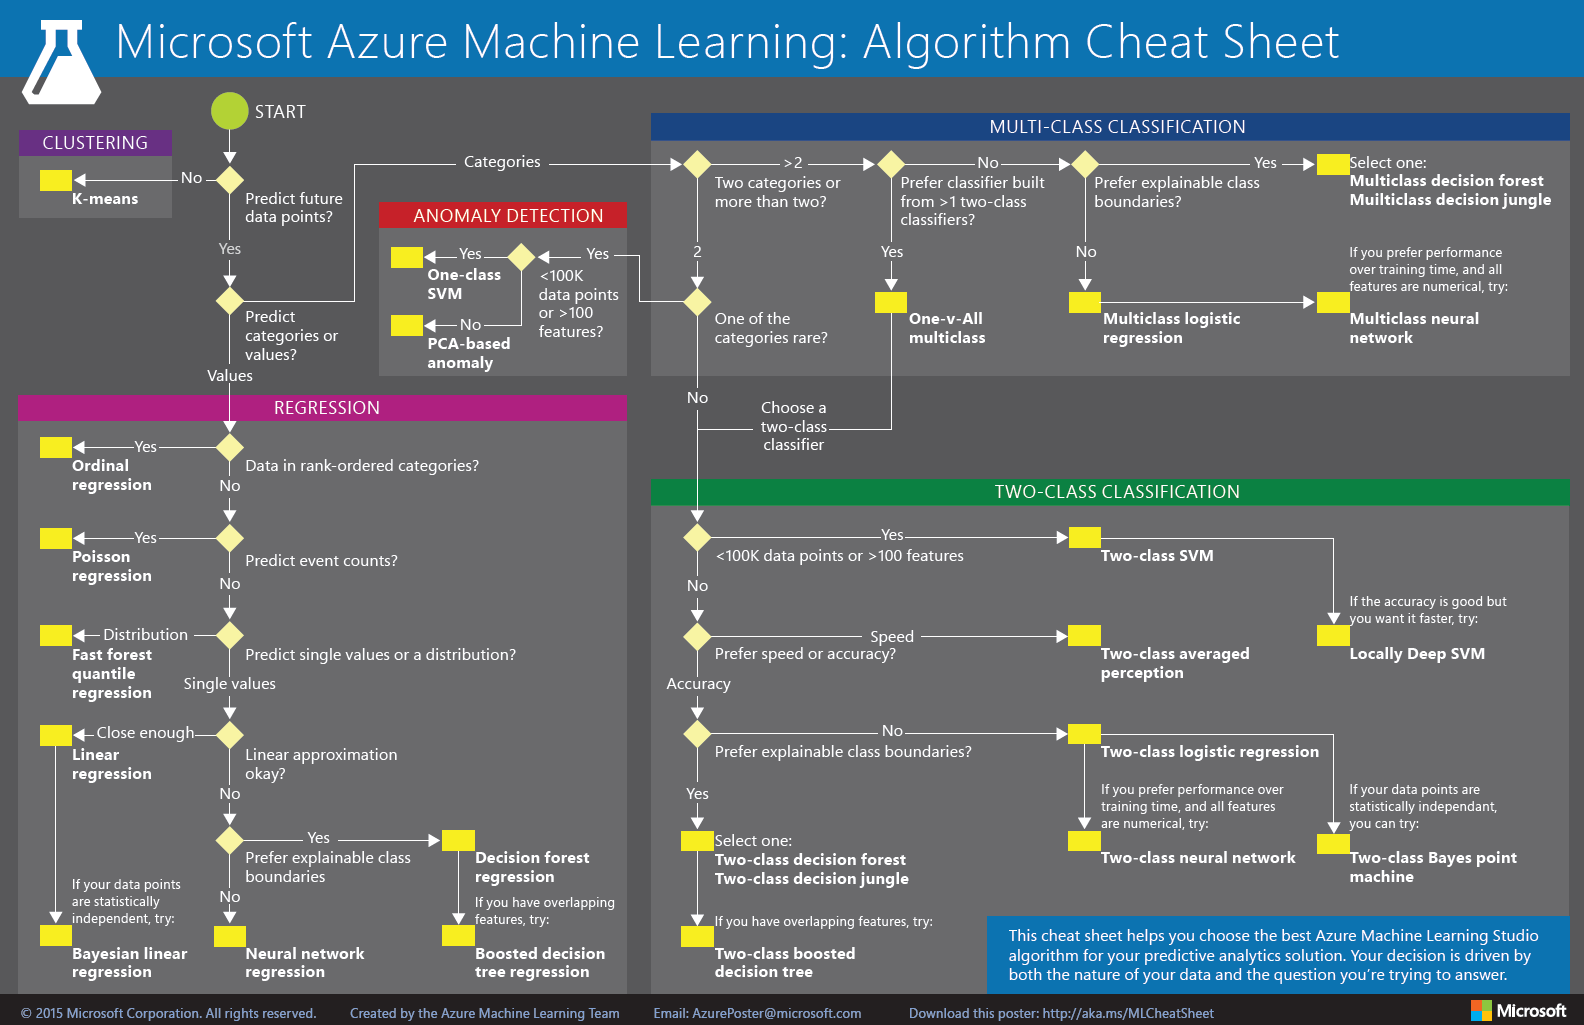 Microsoft Azure Machine Learning: Algorithm Cheat Sheet
START
CLUSTERING
No
K-means
Predict future
data points?
Yes
Predict
categories or
values?
Categories
Values
ANOMALY DETECTION
Yes
Yes
One-class
SVM
<100K
data points
or >100
features?
No
PCA-based
anomaly
MULTI-CLASS CLASSIFICATION
>2
Two categories or
more than two?
No
Prefer classifier built
from >1 two-class
classifiers?
Yes
Prefer explainable class
boundaries?
Select one:
Multiclass decision forest
Muilticlass decision jungle
2
Yes
No
If you prefer performance
over training time, and all
features are numerical, try:
One of the
categories rare?
One-v-All
multiclass
Multiclass logistic
regression
Multiclass neural
network
No
Choose a
two-class
classifier
REGRESSION
Yes
Ordinal
regression
Data in rank-ordered categories?
No
Yes
Poisson
regression
Predict event counts?
No
Distribution
Fast forest
quantile
regression
Predict single values or a distribution?
Single values
Close enough
Linear
regression
Linear approximation
okay?
No
Yes
Prefer explainable class
boundaries
Decision forest
regression
No
If your data points
are statistically
independent, try:
If you have overlapping
features, try:
Bayesian linear
regression
Neural network
regression
Boosted decision
tree regression
TWO-CLASS CLASSIFICATION
Yes
<100K data points or >100 features
Two-class SVM
No
If the accuracy is good but
you want it faster, try:
Speed
Prefer speed or accuracy?
Two-class averaged
perception
Locally Deep SVM
Accuracy
No
Prefer explainable class boundaries?
Two-class logistic regression
Yes
If you prefer performance over
training time, and all features
are numerical, try:
If your data points are
statistically independant,
you can try:
Select one:
Two-class decision forest
Two-class decision jungle
Two-class neural network
Two-class Bayes point
machine
If you have overlapping features, try:
Two-class boosted
decision tree
This cheat sheet helps you choose the best Azure Machine Learning Studio
algorithm for your predictive analytics solution. Your decision is driven by
both the nature of your data and the question you're trying to answer.
© 2015 Microsoft Corporation. All rights reserved.
Created by the Azure Machine Learning Team
Email: AzurePoster@microsoft.com
Download this poster: http://aka.ms/MLCheatSheet
Microsoft